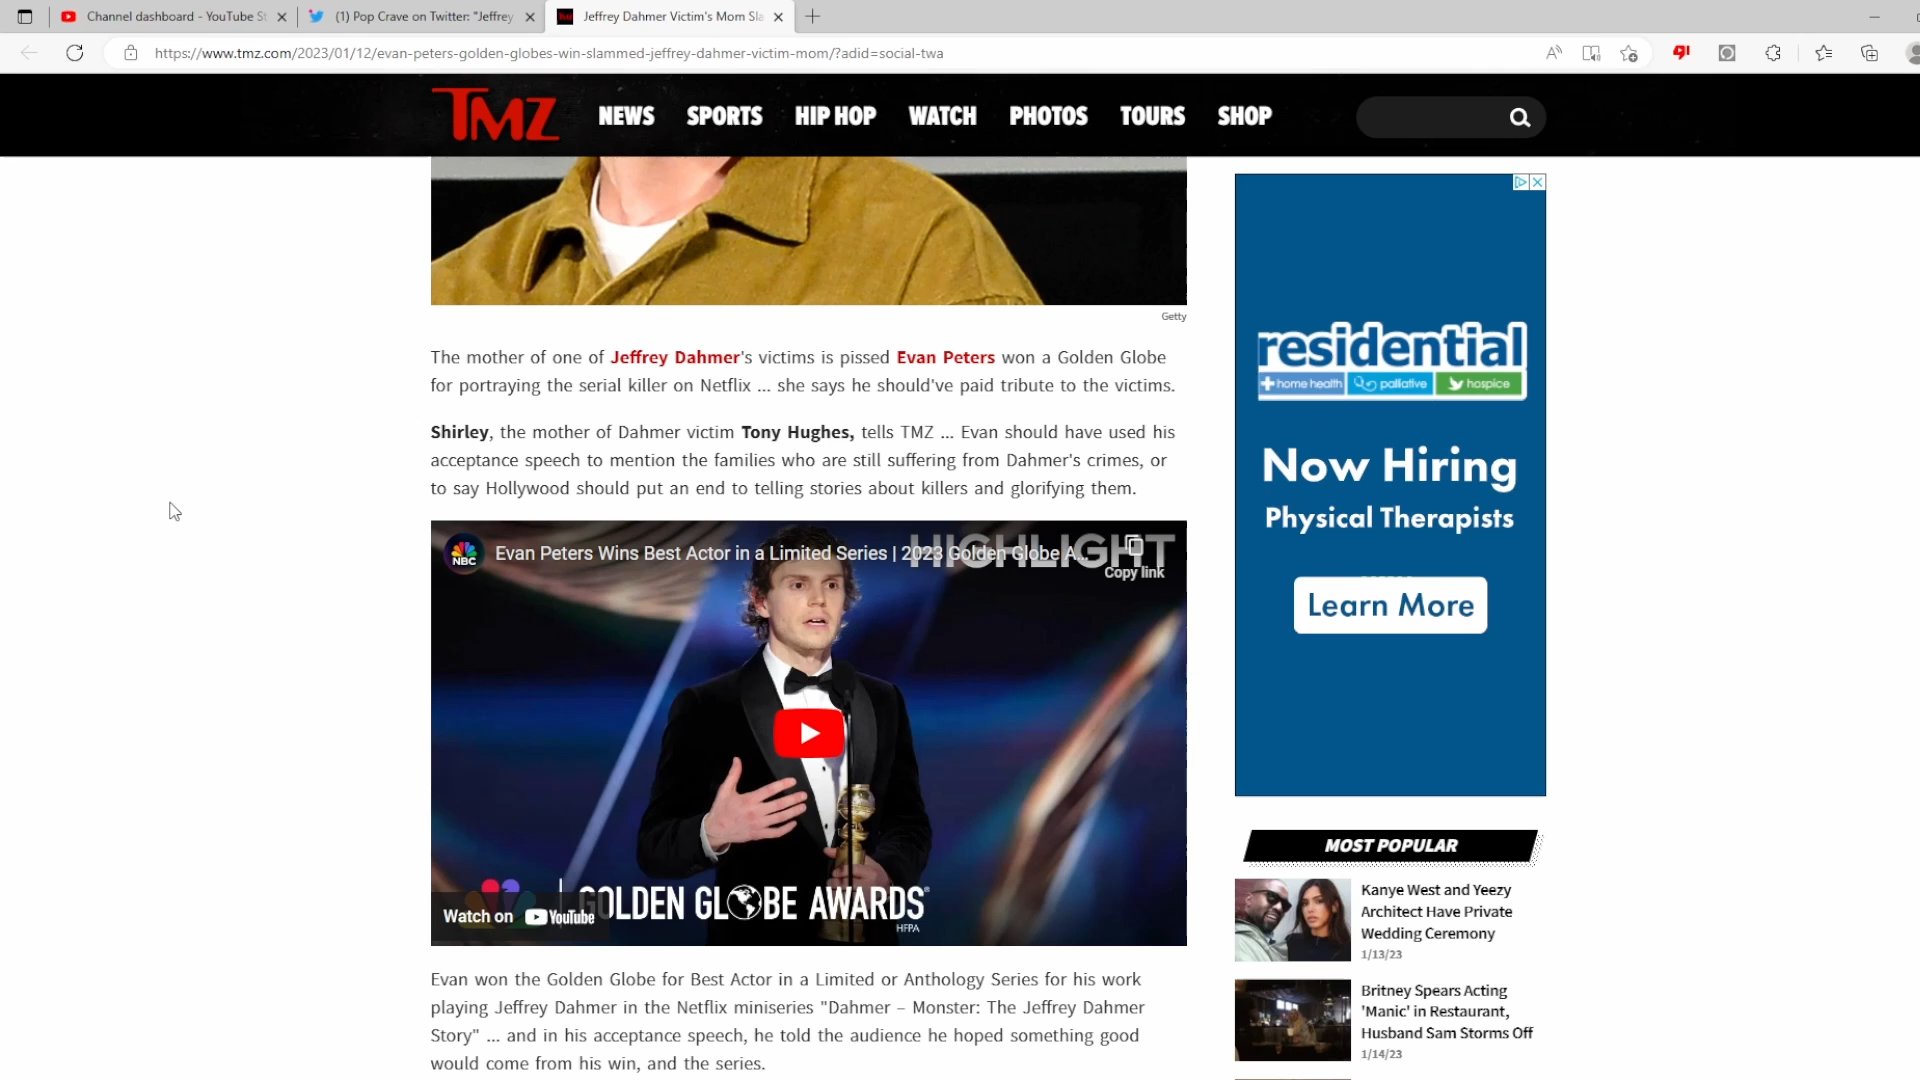 Channel dashboard - YouTube St
(1) Pop Crave on Twitter: "Jeffrey
Jeffrey Dahmer Victim's Mom Sla
https://www.tmz.com/2023/01/12/evan-peters-golden-globes-win-slammed-jeffrey-dahmer-victim-mom/?adid=social-twa
TMZ
NEWS SPORTS HIP HOP WATCH PHOTOS TOURS SHOP
Getty
The mother of one of Jeffrey Dahmer's victims is pissed Evan Peters won a Golden Globe
for portraying the serial killer on Netflix ... she says he should've paid tribute to the victims.
Shirley, the mother of Dahmer victim Tony Hughes, tells TMZ ... Evan should have used his
acceptance speech to mention the families who are still suffering from Dahmer's crimes, or
to say Hollywood should put an end to telling stories about killers and glorifying them.
NBC
Evan Peters Wins Best Actor in a Limited Series | 2023 Golden Globe A...
HIGHLIGHT
Copy link
GOLDEN GLOBE AWARDS
HFPA
Watch on YouTube
Evan won the Golden Globe for Best Actor in a Limited or Anthology Series for his work
playing Jeffrey Dahmer in the Netflix miniseries "Dahmer – Monster: The Jeffrey Dahmer
Story" ... and in his acceptance speech, he told the audience he hoped something good
would come from his win, and the series.
residential
home health palliative hospice
Now Hiring
Physical Therapists
Learn More
MOST POPULAR
Kanye West and Yeezy
Architect Have Private
Wedding Ceremony
1/13/23
Britney Spears Acting
'Manic' in Restaurant,
Husband Sam Storms Off
1/14/23